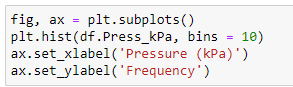 fig, ax = plt.subplots()
plt.hist(df.Press_kPa, bins = 10)
ax.set_xlabel('Pressure (kPa)')
ax.set_ylabel('Frequency')